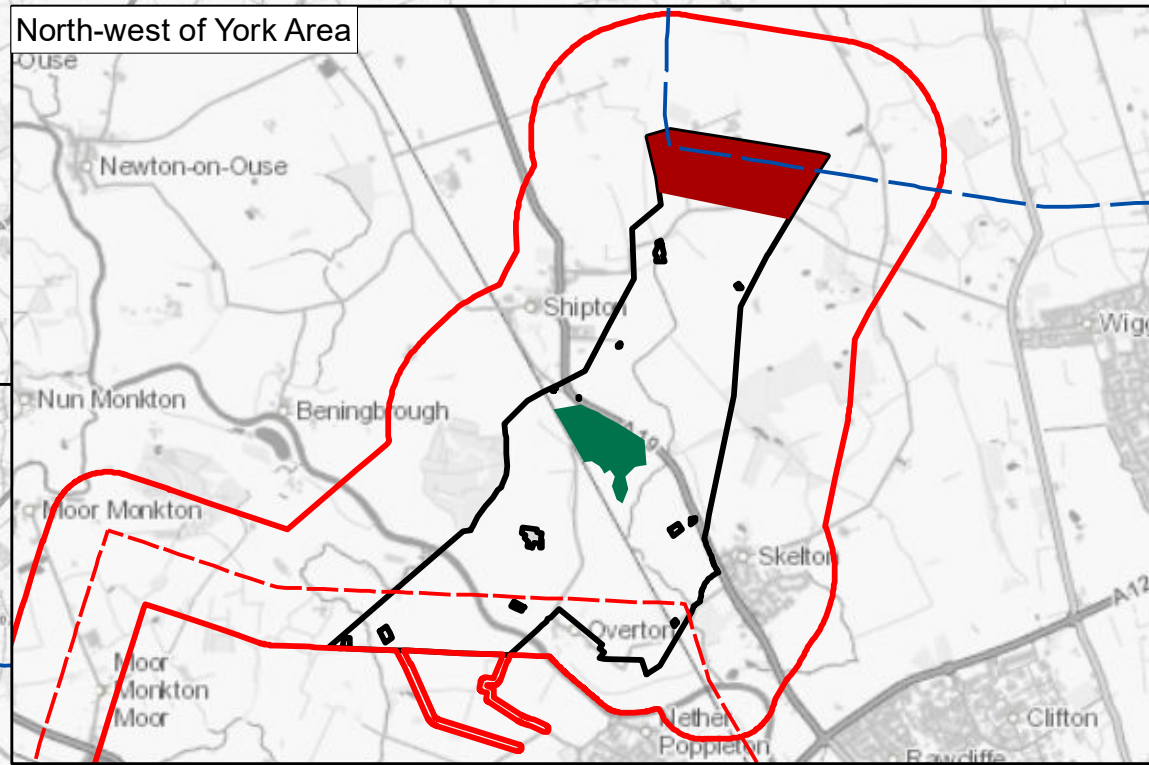 North-west of York Area
Ouse
Newton-on-Ouse
Shipton
Wigg
Nun Monkton
Beningbrough
A19
Moor Monkton
Skelton
A12
Overton
Moor
Monkton
Moor
Nether
Poppleton
Clifton
Rawcliffe